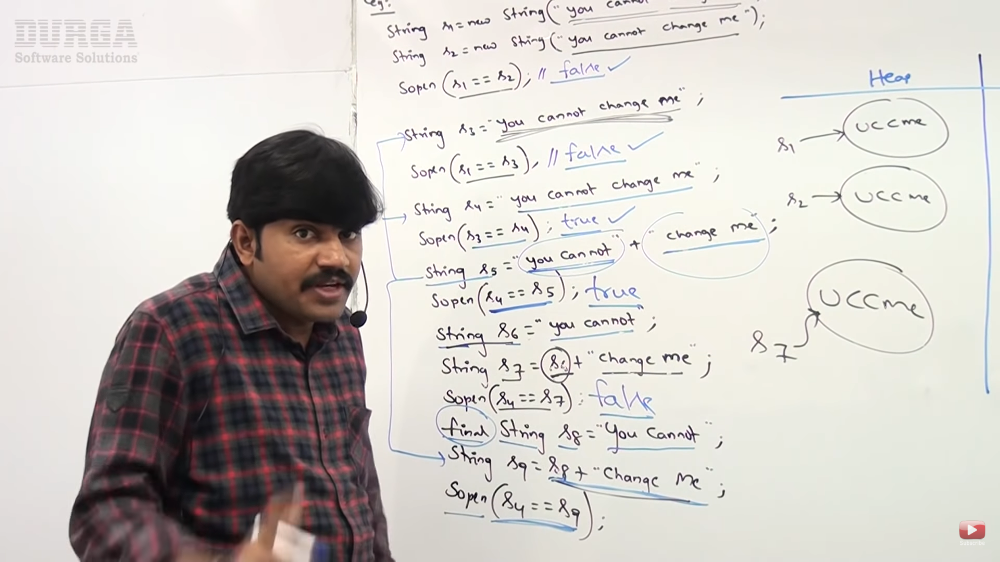 DURGA
Software Solutions
eg:
String s1 = new String("you cannot
String s2 = new String("you cannot change me");
Sopen(s1 == s2); // false ✓
String s3 = "you cannot change me";
Sopen(s1 == s3), // false ✓
String s4 = "you cannot change me";
Sopen(s3 == s4); true ✓
String s5 = "you cannot" + "change me";
Sopen(s4 == s5); true
String s6 = "you cannot";
String s7 = s6 + "change me";
Sopen(s4 == s7); false
final String s8 = "You Cannot";
String s9 = s8 + "Change Me";
Sopen(s4 == s9);
Heap
s1 → UCCme
s2 → UCCme
s7 → UCCme
Subscribe